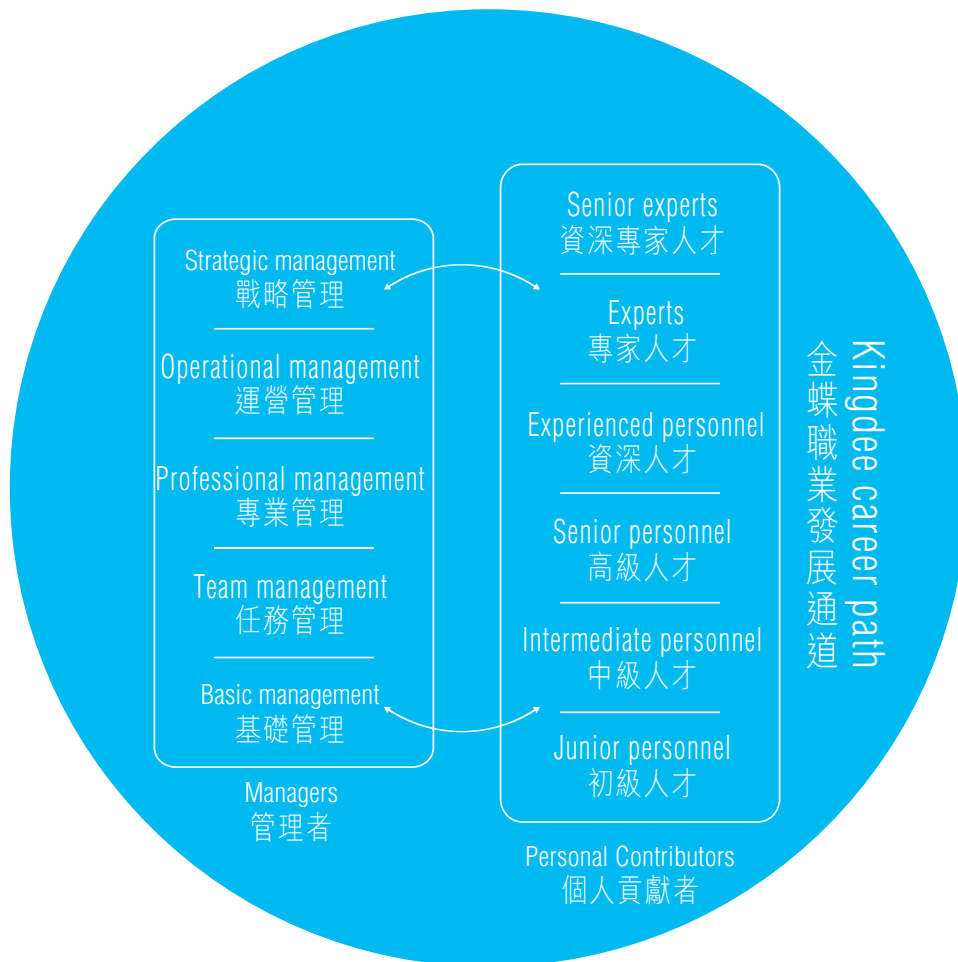 Strategic management
戰略管理
Operational management
運營管理
Professional management
專業管理
Team management
任務管理
Basic management
基礎管理
Managers
管理者
Senior experts
資深專家人才
Experts
專家人才
Experienced personnel
資深人才
Senior personnel
高級人才
Intermediate personnel
中級人才
Junior personnel
初級人才
Personal Contributors
個人貢獻者
Kingdee career path
金蝶職業發展通道